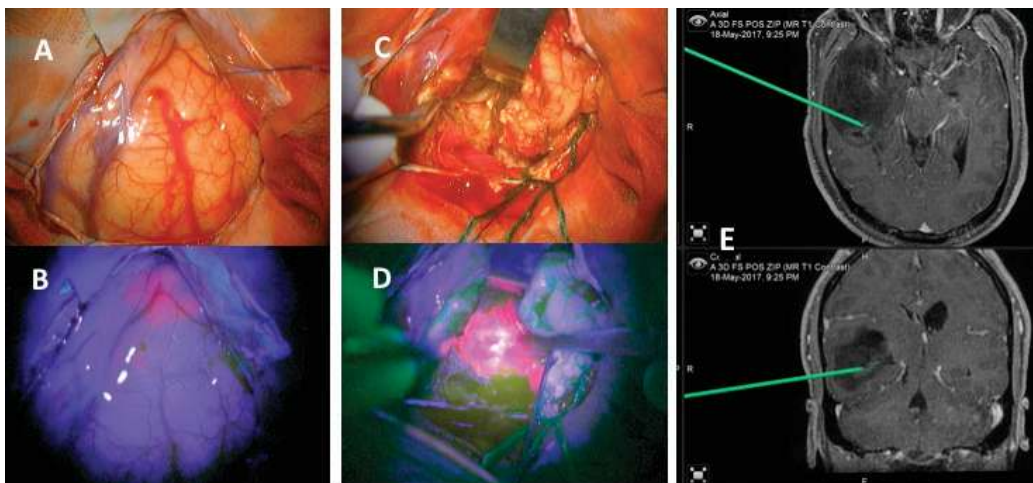 A
B
C
D
E
Axial
A 3D FS POS ZIP (MR T1 Contrast)
18-May-2017, 9:25 PM
R
A 3D FS POS ZIP (MR T1 Contrast)
18-May-2017, 9:25 PM
H
R